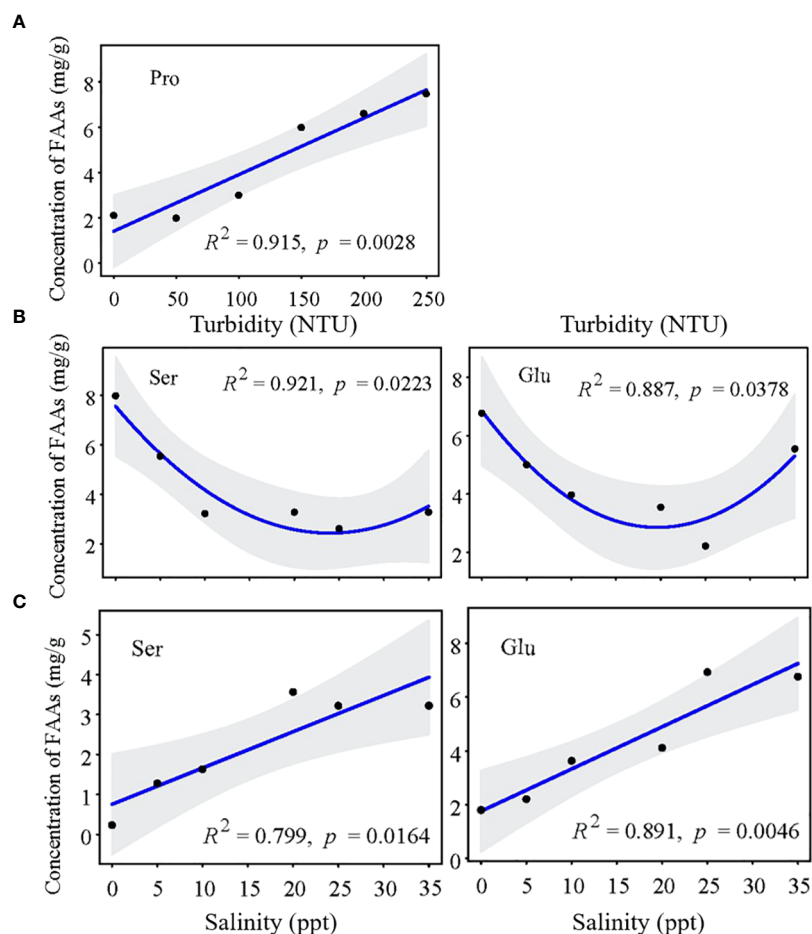 A
Concentration of FAAs (mg/g)
8
6
4
2
0
Pro
R2 = 0.915, p = 0.0028
0 50 100 150 200 250
Turbidity (NTU)
Turbidity (NTU)
B
Concentration of FAAs (mg/g)
8
6
4
2
Ser
R2 = 0.921, p = 0.0223
8
6
4
2
Glu
R2 = 0.887, p = 0.0378
C
Concentration of FAAs (mg/g
5
4
3
2
1
0
Ser
R2 = 0.799, p = 0.0164
0 5 10 15 20 25 30 35
Salinity (ppt)
8
6
4
2
0
Glu
R2 = 0.891, p = 0.0046
0 5 10 15 20 25 30 35
Salinity (ppt)